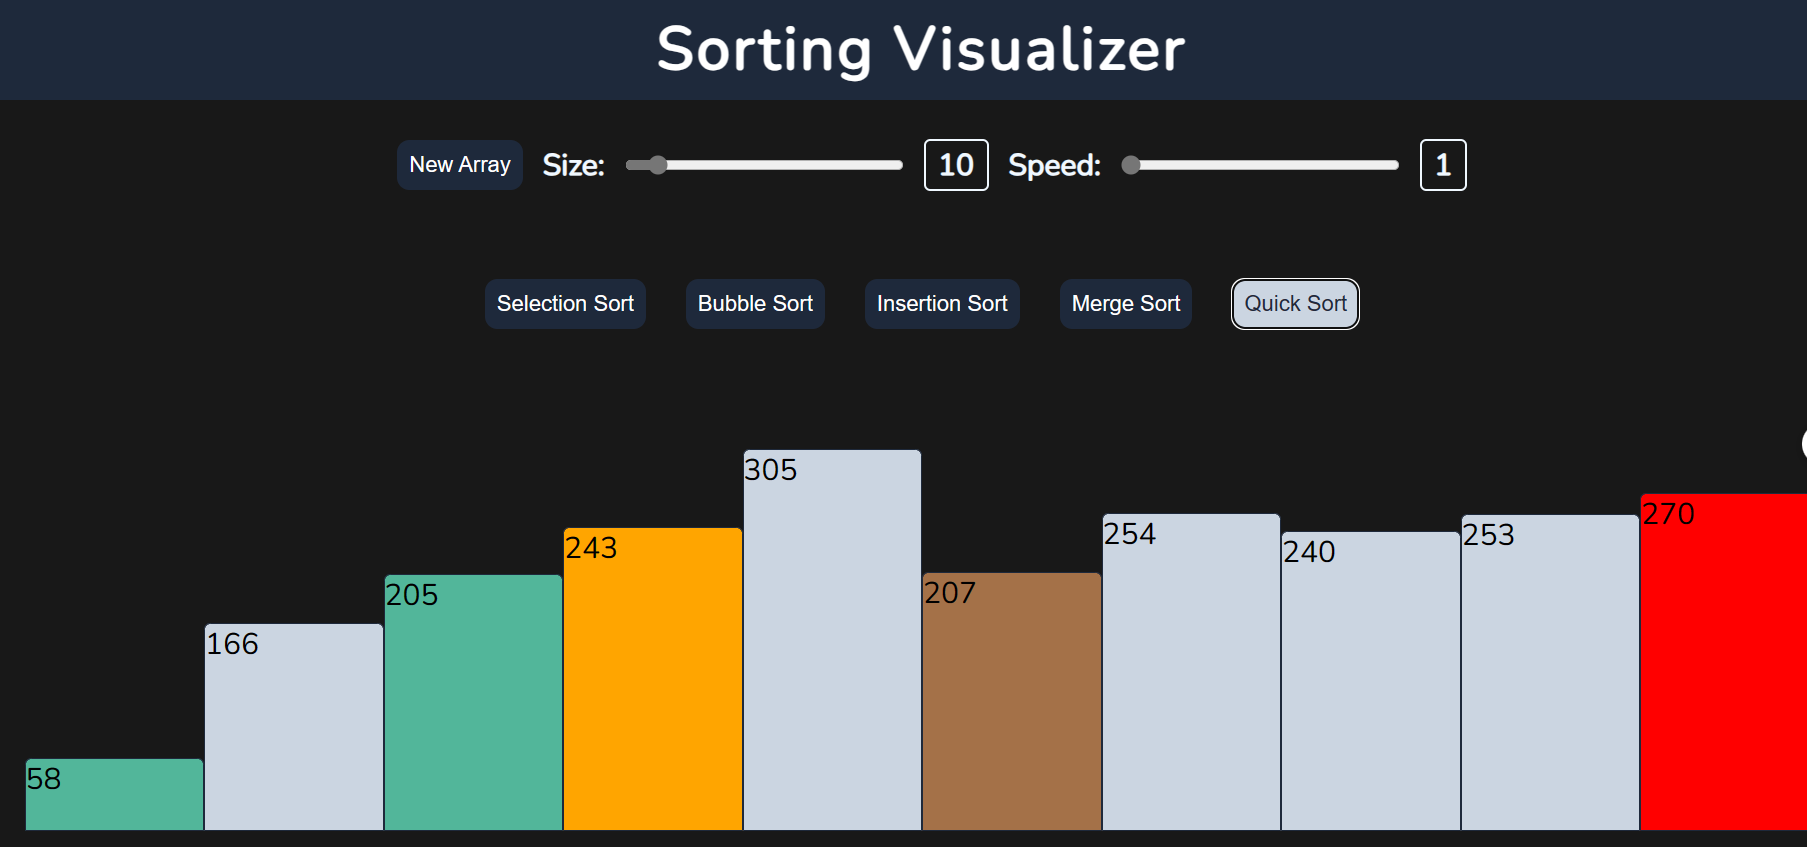 Sorting Visualizer
New Array Size: 10 Speed: 1
Selection Sort Bubble Sort Insertion Sort Merge Sort Quick Sort
58 166 205 243 305 207 254 240 253 270